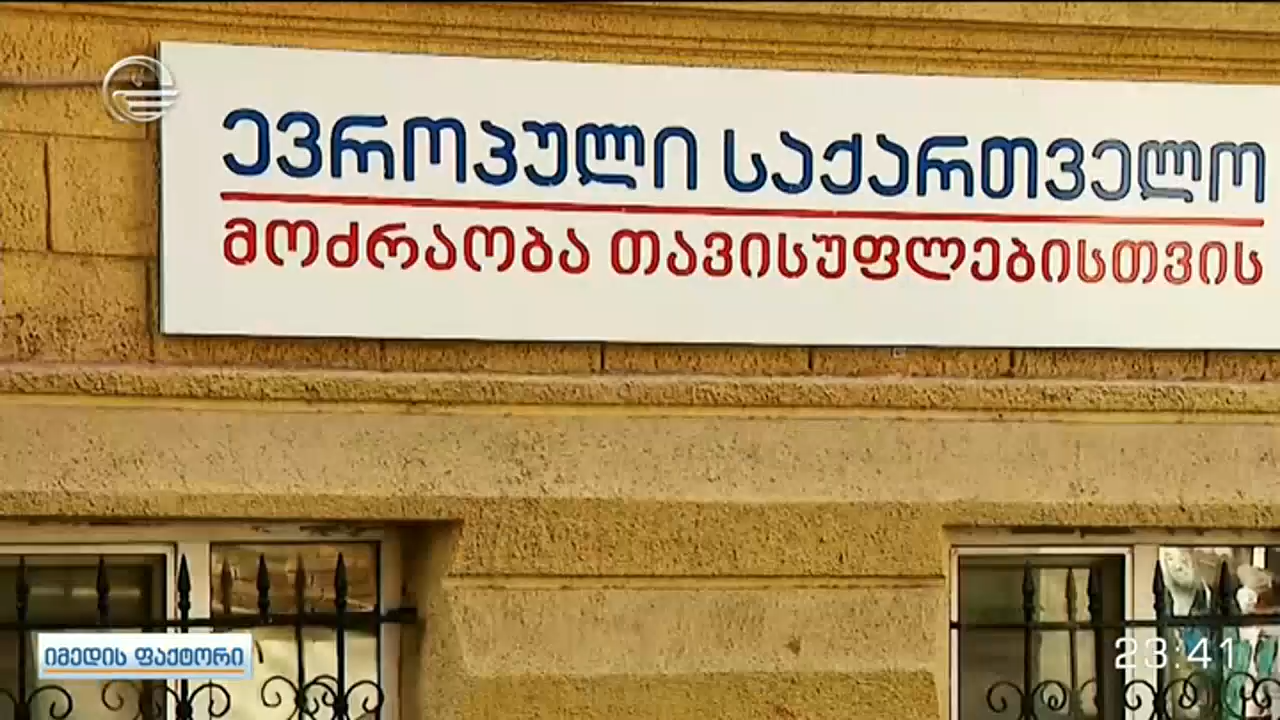 ევროპული საქართველო
მოძრაობა თავისუფლებისთვის
იმედის ფაქტორი
23:41